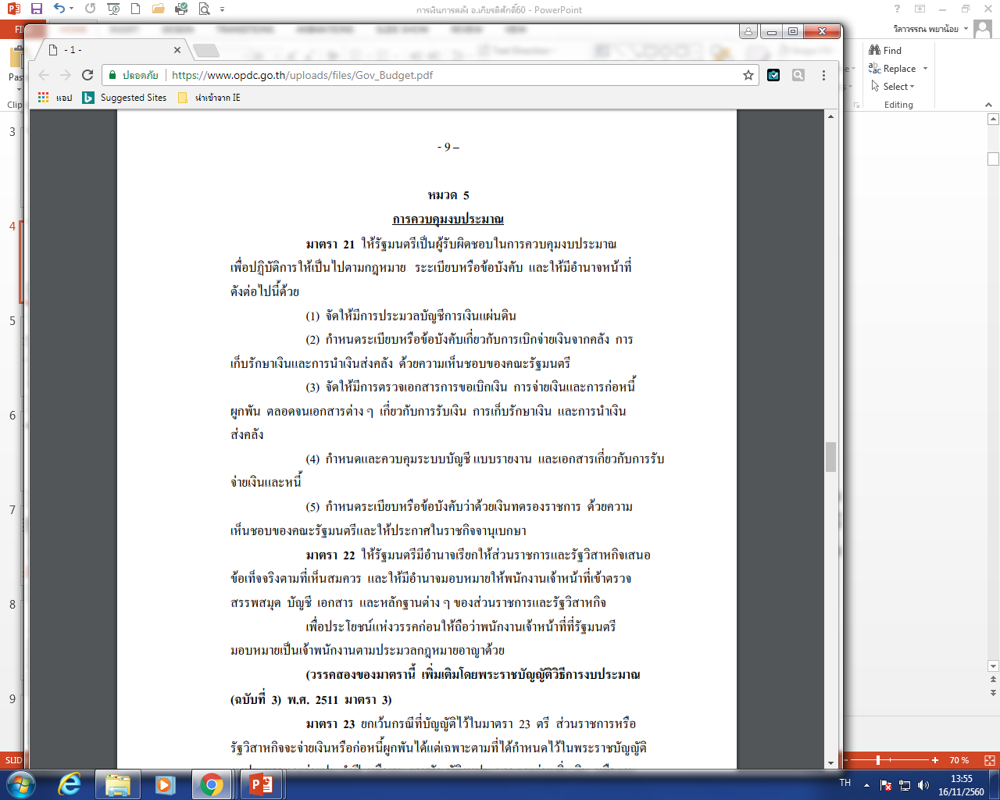 การเงินการคลัง อ.เกียรติศักดิ์60 - PowerPoint
วิลาวรรณ พยาน้อย
HOME INSERT DESIGN TRANSITIONS ANIMATIONS SLIDE SHOW REVIEW VIEW
- 1 -
ปลอดภัย https://www.opdc.go.th/uploads/files/Gov_Budget.pdf
แอป Suggested Sites นำเข้าจาก IE
Find
Replace
Select
Editing
3
4
5
6
7
8
9
- 9 –
หมวด 5
การควบคุมงบประมาณ
มาตรา 21 ให้รัฐมนตรีเป็นผู้รับผิดชอบในการควบคุมงบประมาณ
เพื่อปฏิบัติการให้เป็นไปตามกฎหมาย ระเบียบหรือข้อบังคับ และให้มีอำนาจหน้าที่
ดังต่อไปนี้ด้วย
(1) จัดให้มีการประมวลบัญชีการเงินแผ่นดิน
(2) กำหนดระเบียบหรือข้อบังคับเกี่ยวกับการเบิกจ่ายเงินจากคลัง การ
เก็บรักษาเงินและการนำเงินส่งคลัง ด้วยความเห็นชอบของคณะรัฐมนตรี
(3) จัดให้มีการตรวจเอกสารการขอเบิกเงิน การจ่ายเงินและการก่อหนี้
ผูกพัน ตลอดจนเอกสารต่าง ๆ เกี่ยวกับการรับเงิน การเก็บรักษาเงิน และการนำเงิน
ส่งคลัง
(4) กำหนดและควบคุมระบบบัญชี แบบรายงาน และเอกสารเกี่ยวกับการรับ
จ่ายเงินและหนี้
(5) กำหนดระเบียบหรือข้อบังคับว่าด้วยเงินทดรองราชการ ด้วยความ
เห็นชอบของคณะรัฐมนตรีและให้ประกาศในราชกิจจานุเบกษา
มาตรา 22 ให้รัฐมนตรีมีอำนาจเรียกให้ส่วนราชการและรัฐวิสาหกิจเสนอ
ข้อเท็จจริงตามที่เห็นสมควร และให้มีอำนาจมอบหมายให้พนักงานเจ้าหน้าที่เข้าตรวจ
สรรพสมุด บัญชี เอกสาร และหลักฐานต่าง ๆ ของส่วนราชการและรัฐวิสาหกิจ
เพื่อประโยชน์แห่งวรรคก่อนให้ถือว่าพนักงานเจ้าหน้าที่ที่รัฐมนตรี
มอบหมายเป็นเจ้าพนักงานตามประมวลกฎหมายอาญาด้วย
(วรรคสองของมาตรานี้ เพิ่มเติมโดยพระราชบัญญัติวิธีการงบประมาณ
(ฉบับที่ 3) พ.ศ. 2511 มาตรา 3)
มาตรา 23 ยกเว้นกรณีที่บัญญัติไว้ในมาตรา 23 ตรี ส่วนราชการหรือ
รัฐวิสาหกิจจะจ่ายเงินหรือก่อหนี้ผูกพันได้แต่เฉพาะตามที่ได้กำหนดไว้ในพระราชบัญญัติ
SLID
70 %
TH
13:55
16/11/2560